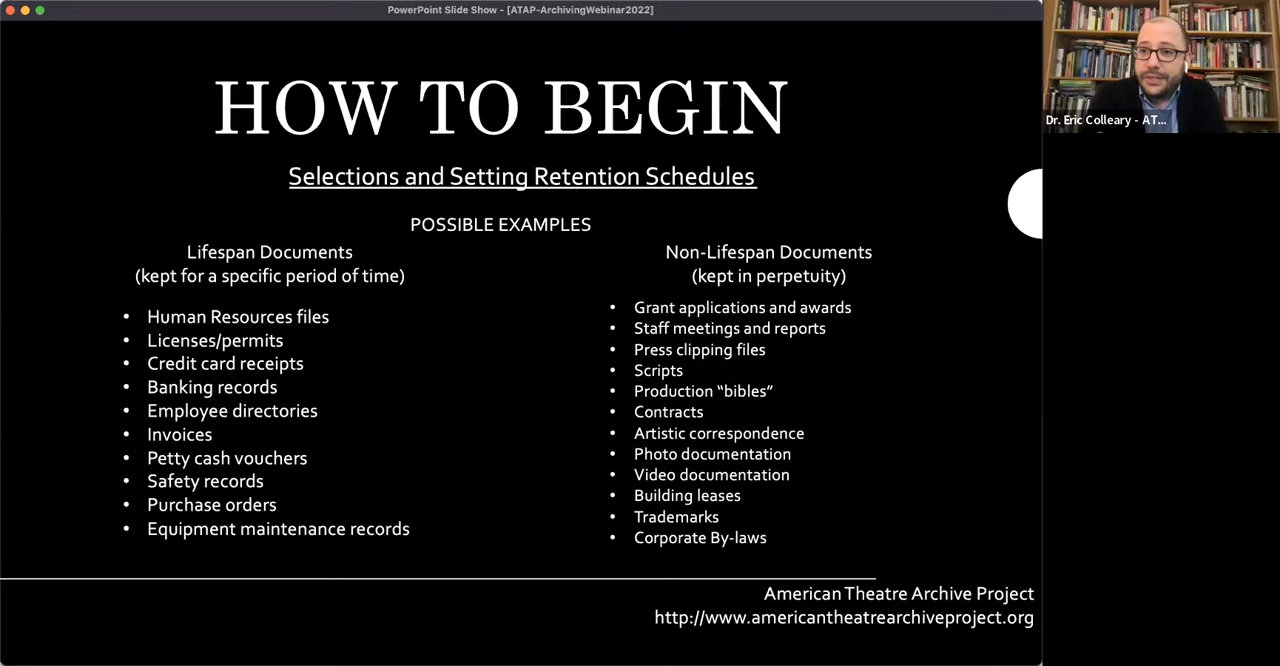 PowerPoint Slide Show - [ATAP-ArchivingWebinar2022]
HOW TO BEGIN
Selections and Setting Retention Schedules
POSSIBLE EXAMPLES
Lifespan Documents
(kept for a specific period of time)
• Human Resources files
• Licenses/permits
• Credit card receipts
• Banking records
• Employee directories
• Invoices
• Petty cash vouchers
• Safety records
• Purchase orders
• Equipment maintenance records
Non-Lifespan Documents
(kept in perpetuity)
• Grant applications and awards
• Staff meetings and reports
• Press clipping files
• Scripts
• Production “bibles”
• Contracts
• Artistic correspondence
• Photo documentation
• Video documentation
• Building leases
• Trademarks
• Corporate By-laws
American Theatre Archive Project
http://www.americantheatrearchiveproject.org
Dr. Eric Colleary - AT...